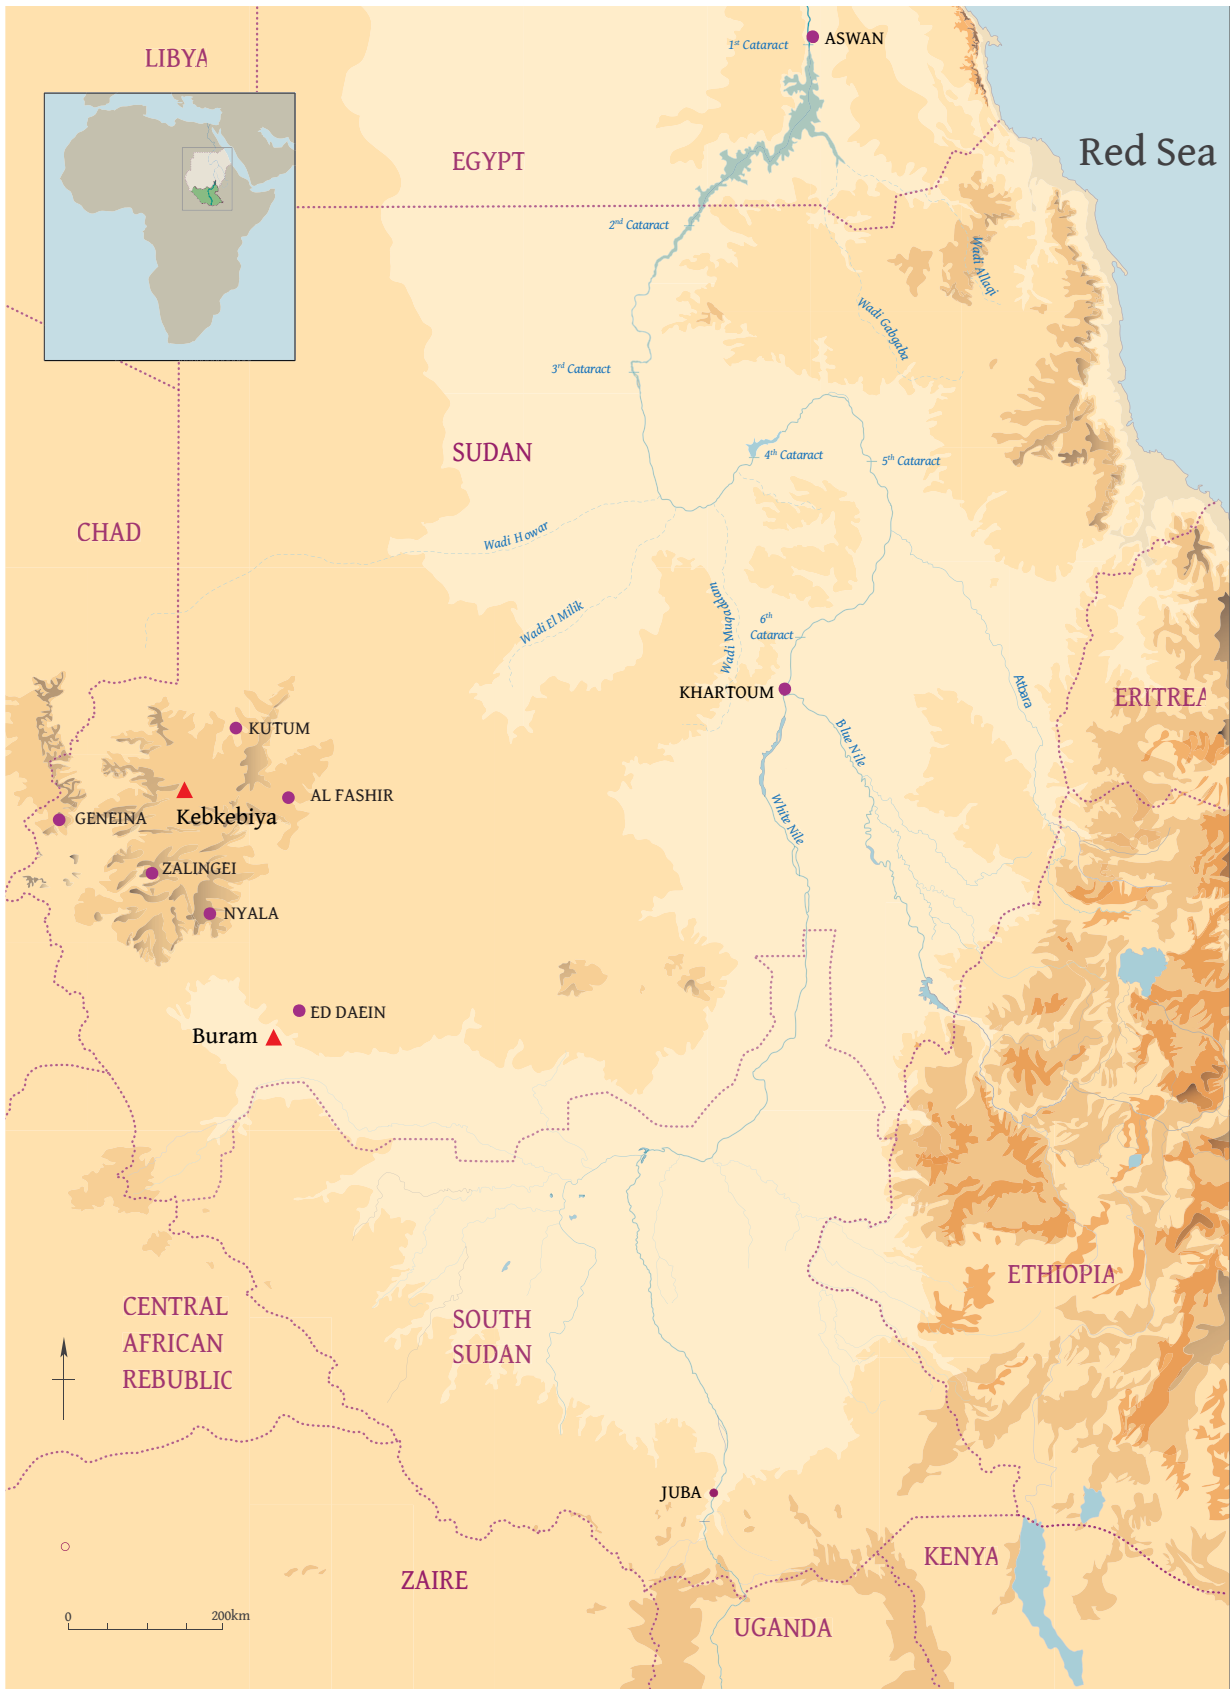 LIBYA
1st Cataract
ASWAN
Red Sea
EGYPT
2nd Cataract
Wadi Allaqi
Wadi Gabgaba
3rd Cataract
SUDAN
4th Cataract
5th Cataract
CHAD
Wadi Howar
Wadi El Milik
Wadi Muqaddam
6th
Cataract
Atbara
KHARTOUM
ERITREA
KUTUM
Blue Nile
AL FASHIR
Kebkebiya
GENEINA
White Nile
ZALINGEI
NYALA
ED DAEIN
Buram
ETHIOPIA
CENTRAL
AFRICAN
REBUBLIC
SOUTH
SUDAN
JUBA
KENYA
ZAIRE
0
200km
UGANDA